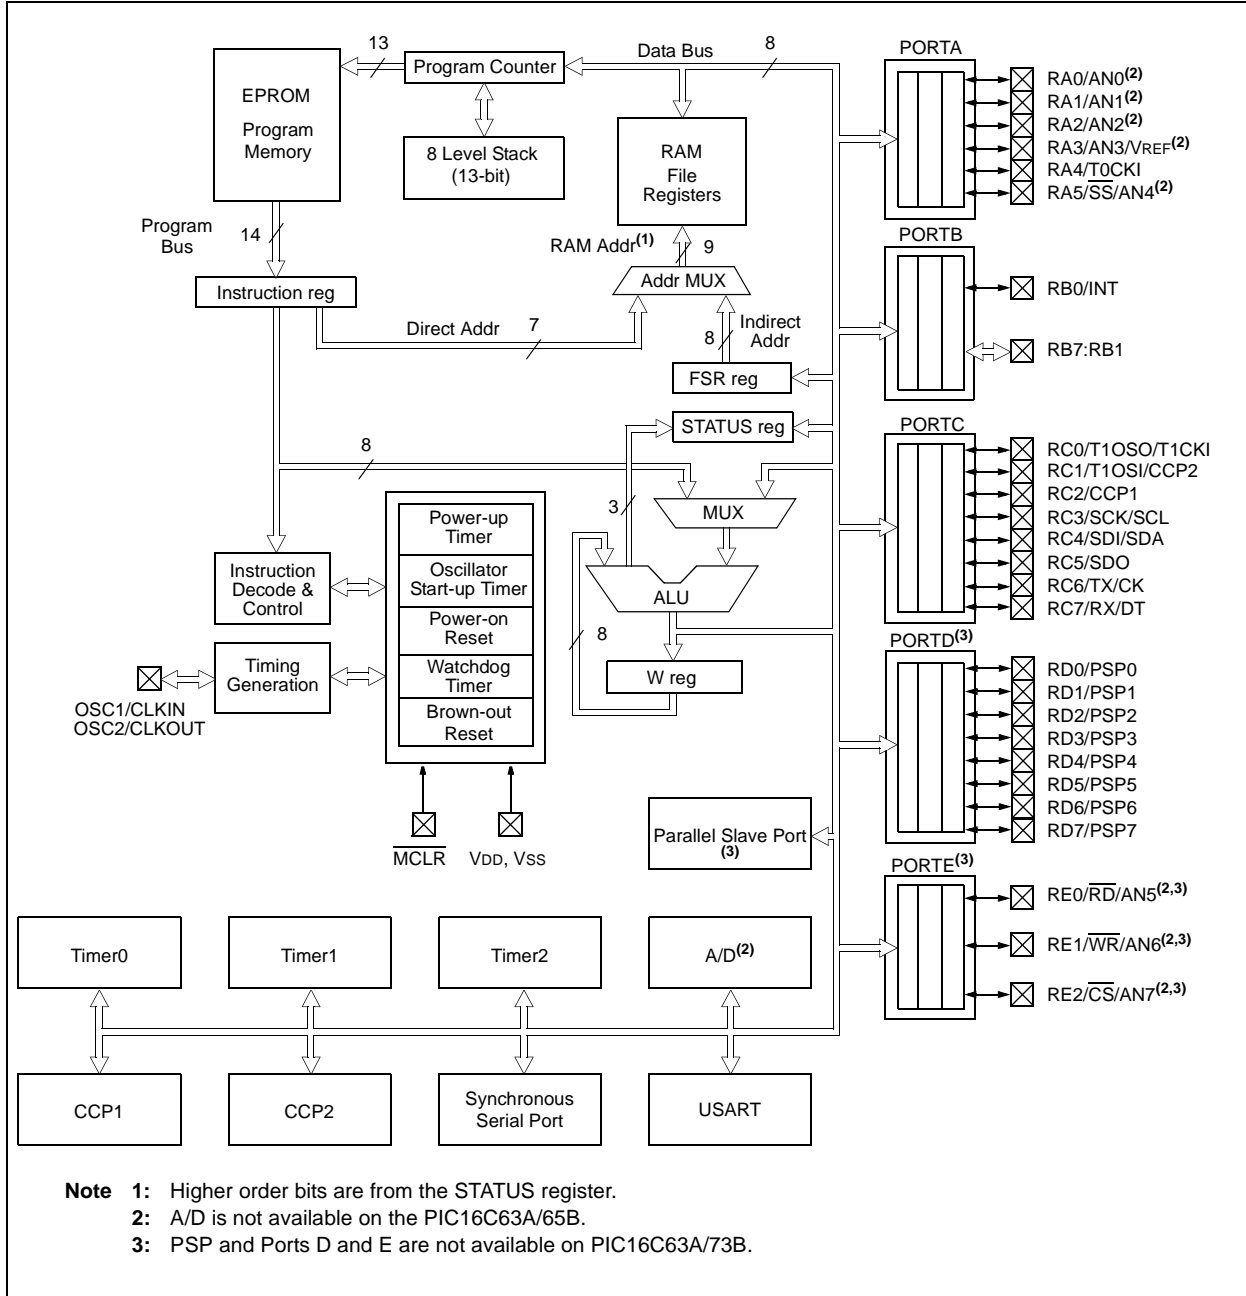 13
Data Bus
8
PORTA
EPROM
Program
Memory
Program Counter
8 Level Stack
(13-bit)
RAM
File
Registers
RA0/AN0(2)
RA1/AN1(2)
RA2/AN2(2)
RA3/AN3/VREF(2)
RA4/T0CKI
RA5/SS/AN4(2)
Program
Bus
14
RAM Addr(1)
9
PORTB
Instruction reg
Addr MUX
RB0/INT
Direct Addr
7
8
Indirect
Addr
RB7:RB1
FSR reg
STATUS reg
PORTC
8
3
MUX
RC0/T1OSO/T1CKI
RC1/T1OSI/CCP2
RC2/CCP1
RC3/SCK/SCL
RC4/SDI/SDA
RC5/SDO
RC6/TX/CK
RC7/RX/DT
Power-up
Timer
Instruction
Decode &
Control
Oscillator
Start-up Timer
ALU
Power-on
Reset
8
PORTD(3)
Timing
Generation
Watchdog
Timer
W reg
OSC1/CLKIN
OSC2/CLKOUT
Brown-out
Reset
RD0/PSP0
RD1/PSP1
RD2/PSP2
RD3/PSP3
RD4/PSP4
RD5/PSP5
RD6/PSP6
RD7/PSP7
MCLR
VDD, VSS
Parallel Slave Port
(3)
PORTE(3)
RE0/RD/AN5(2,3)
RE1/WR/AN6(2,3)
RE2/CS/AN7(2,3)
Timer0
Timer1
Timer2
A/D(2)
CCP1
CCP2
Synchronous
Serial Port
USART
Note 1: Higher order bits are from the STATUS register.
2: A/D is not available on the PIC16C63A/65B.
3: PSP and Ports D and E are not available on PIC16C63A/73B.